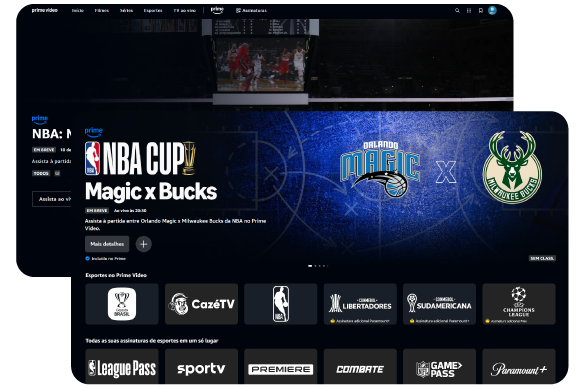 prime video Início Filmes Séries Esportes TV ao vivo prime Assinaturas
prime
NBA:
EM BREVE
Assista à partid
TODOS
Assista ao vi
prime
NBA CUP
Magic x Bucks
EM BREVE Ao vivo às 20:30
Assista à partida entre Orlando Magic x Milwaukee Bucks da NBA no Prime
Video.
Mais detalhes
Incluído no Prime
ORLANDO
MAGIC
X
MILWAUKEE BUCKS
SEM CLASS.
Esportes no Prime Video
BRASIL
CazéTV
NBA
CONMEBOL
LIBERTADORES
Assinatura adicional Paramount+
CONMEBOL
SUDAMERICANA
Assinatura adicional Paramount+
CHAMPIONS
LEAGUE
Assinatura adicional Max
Todas as suas assinaturas de esportes em um só lugar
NBA League Pass
sportv
PREMIERE
COMBATE
NFL GAME PASS
Paramount+